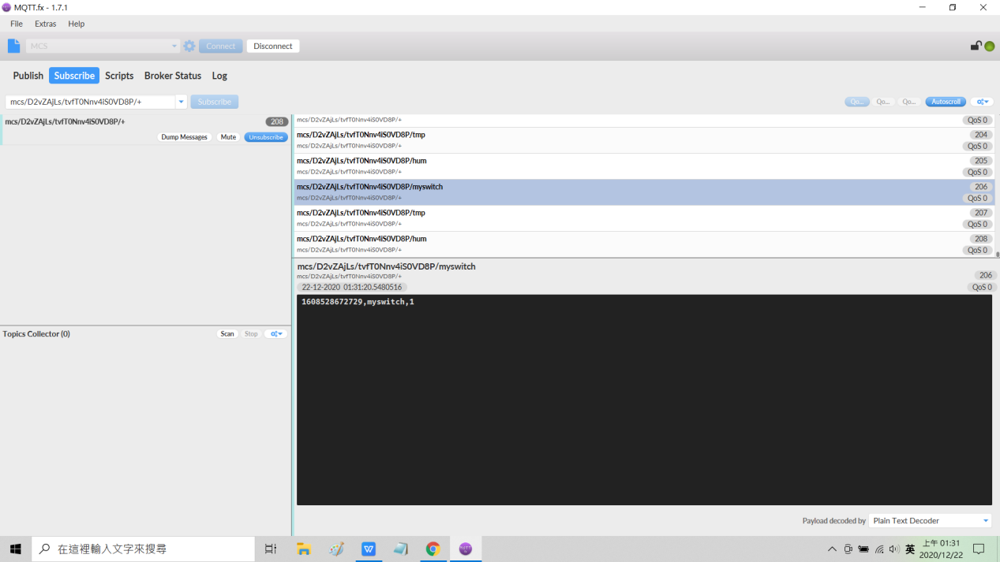 MQTT.fx - 1.7.1
File Extras Help
MCS Connect Disconnect
Publish Subscribe Scripts Broker Status Log
mcs/D2vZAjLs/tvfT0Nnv4iS0VD8P/+ Subscribe Qo... Qo... Qo... Autoscroll
mcs/D2vZAjLs/tvfT0Nnv4iS0VD8P/+ 208
Dump Messages Mute Unsubscribe
mcs/D2vZAjLs/tvfT0Nnv4iS0VD8P/+ QoS 0
mcs/D2vZAjLs/tvfT0Nnv4iS0VD8P/tmp 204
mcs/D2vZAjLs/tvfT0Nnv4iS0VD8P/+ QoS 0
mcs/D2vZAjLs/tvfT0Nnv4iS0VD8P/hum 205
mcs/D2vZAjLs/tvfT0Nnv4iS0VD8P/+ QoS 0
mcs/D2vZAjLs/tvfT0Nnv4iS0VD8P/myswitch 206
mcs/D2vZAjLs/tvfT0Nnv4iS0VD8P/+ QoS 0
mcs/D2vZAjLs/tvfT0Nnv4iS0VD8P/tmp 207
mcs/D2vZAjLs/tvfT0Nnv4iS0VD8P/+ QoS 0
mcs/D2vZAjLs/tvfT0Nnv4iS0VD8P/hum 208
mcs/D2vZAjLs/tvfT0Nnv4iS0VD8P/+ QoS 0
mcs/D2vZAjLs/tvfT0Nnv4iS0VD8P/myswitch
mcs/D2vZAjLs/tvfT0Nnv4iS0VD8P/+ 206
22-12-2020 01:31:20.5480516 QoS 0
1608528672729,myswitch,1
Topics Collector (0) Scan Stop
Payload decoded by Plain Text Decoder
在這裡輸入文字來搜尋
英
上午 01:31
2020/12/22